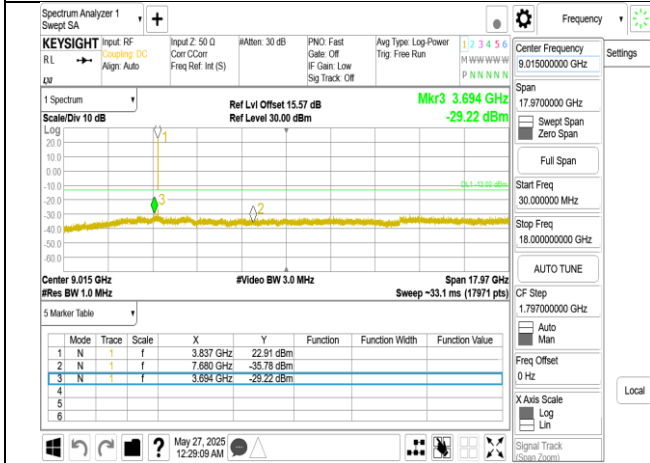 Spectrum Analyzer 1
Swept SA
+
Frequency
KEYSIGHT
Input: RF
Coupling: DC
Align: Auto
Input Z: 50 Ω
Corr CCorr
Freq Ref: Int (S)
#Atten: 30 dB
PNO: Fast
Gate: Off
IF Gain: Low
Sig Track: Off
Avg Type: Log-Power
Trig: Free Run
1 2 3 4 5 6
M W W W W W
P N N N N N
RL
LXI
1 Spectrum
Scale/Div 10 dB
Ref Lvl Offset 15.57 dB
Ref Level 30.00 dBm
Mkr3 3.694 GHz
-29.22 dBm
Log
20.0
10.0
0.00
-10.0
-20.0
-30.0
-40.0
-50.0
-60.0
1
2
3
DL1 -13.00 dBm
Center 9.015 GHz
#Video BW 3.0 MHz
Span 17.97 GHz
#Res BW 1.0 MHz
Sweep ~33.1 ms (17971 pts)
5 Marker Table
Mode Trace Scale X Y Function Function Width Function Value
1 N 1 f 3.837 GHz 22.91 dBm
2 N 1 f 7.680 GHz -35.78 dBm
3 N 1 f 3.694 GHz -29.22 dBm
4
5
6
?
May 27, 2025
12:29:09 AM
Center Frequency
9.015000000 GHz
Span
17.9700000 GHz
Swept Span
Zero Span
Full Span
Start Freq
30.000000 MHz
Stop Freq
18.000000000 GHz
AUTO TUNE
CF Step
1.797000000 GHz
Auto
Man
Freq Offset
0 Hz
X Axis Scale
Log
Lin
Signal Track
(Span Zoom)
Settings
Local